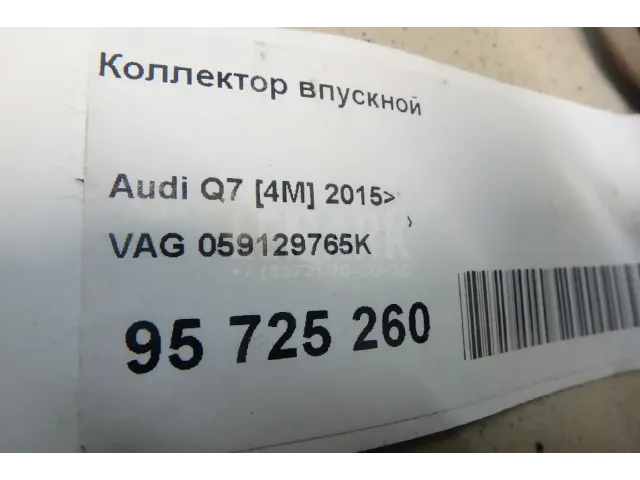 Коллектор впускной
Audi Q7 [4M] 2015>
VAG 059129765K
95 725 260